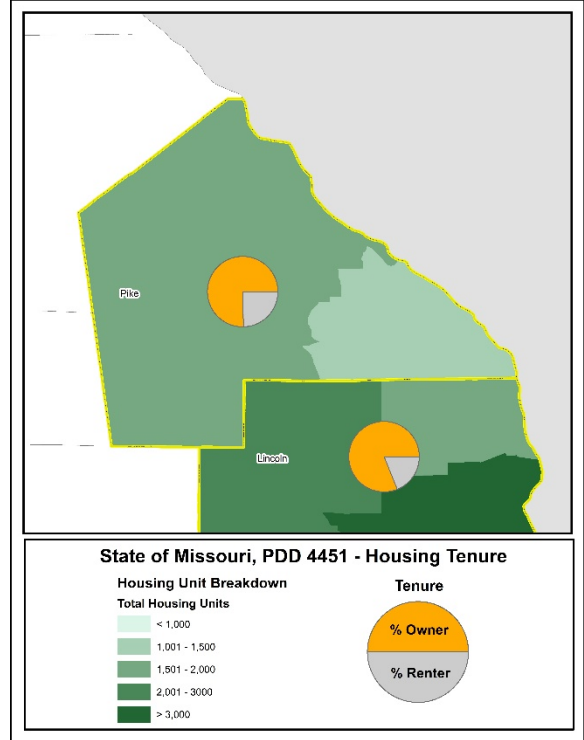 Pike
Lincoln
State of Missouri, PDD 4451 - Housing Tenure
Housing Unit Breakdown
Total Housing Units
< 1,000
1,001 - 1,500
1,501 - 2,000
2,001 - 3000
> 3,000
Tenure
% Owner
% Renter